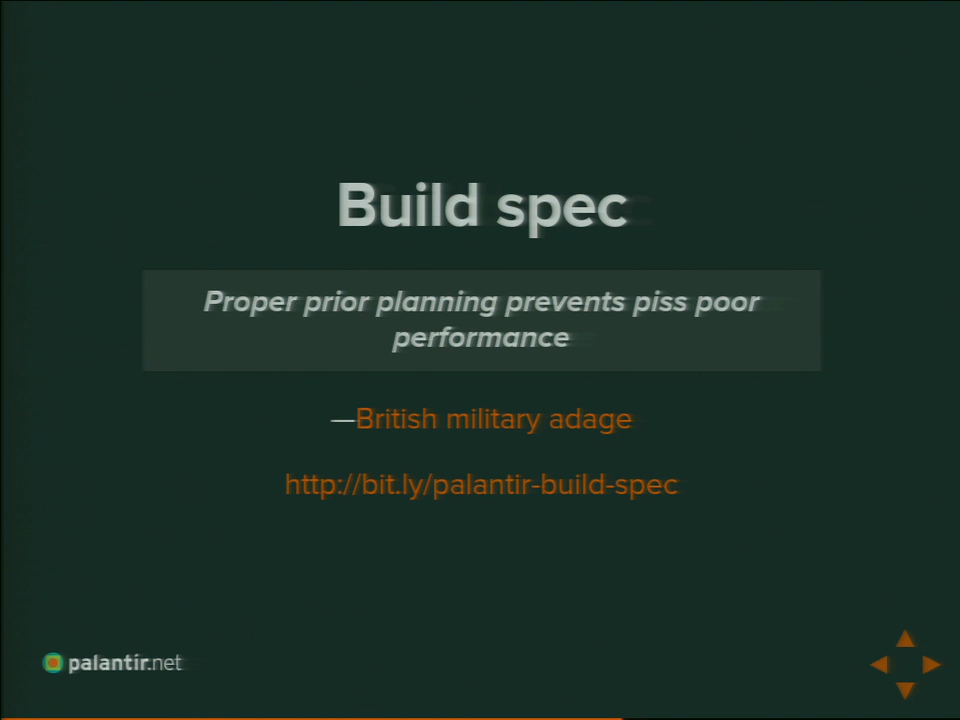 Build spec
Proper prior planning prevents piss poor
performance
—British military adage
http://bit.ly/palantir-build-spec
palantir.net